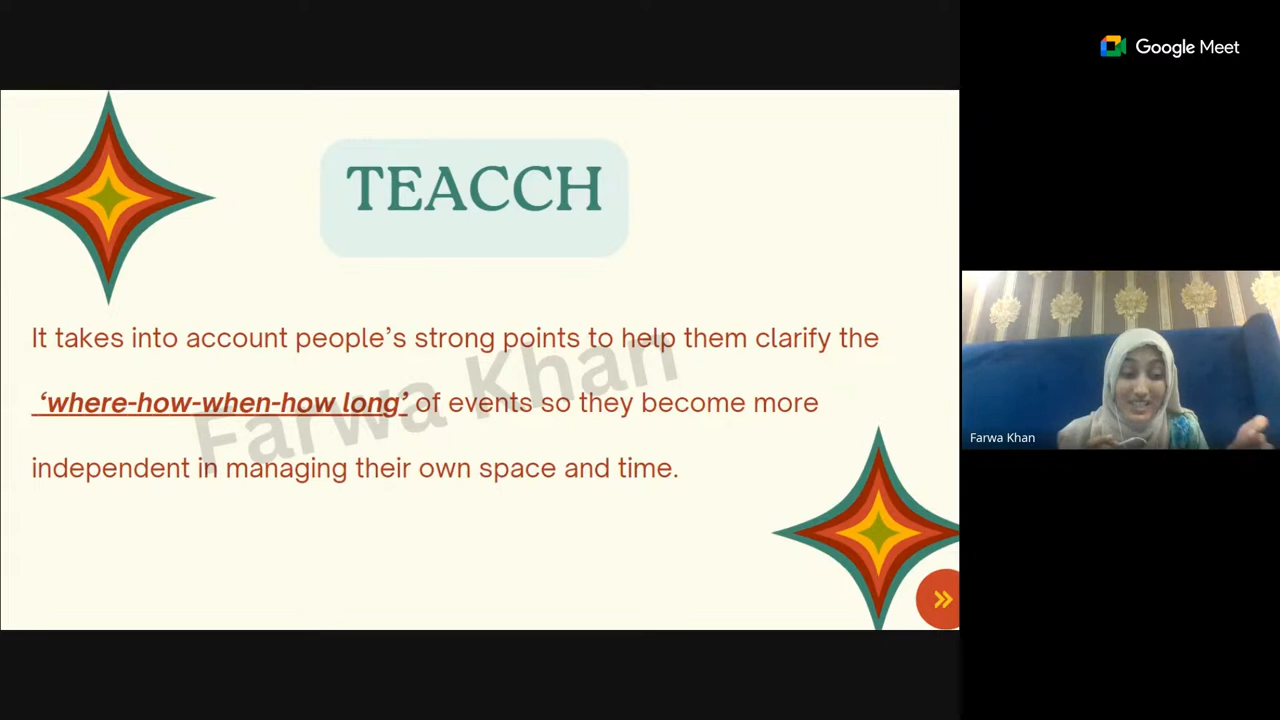 Google Meet
TEACCH
It takes into account people's strong points to help them clarify the
‘where-how-when-how long’ of events so they become more
independent in managing their own space and time.
Farwa Khan
Farwa Khan